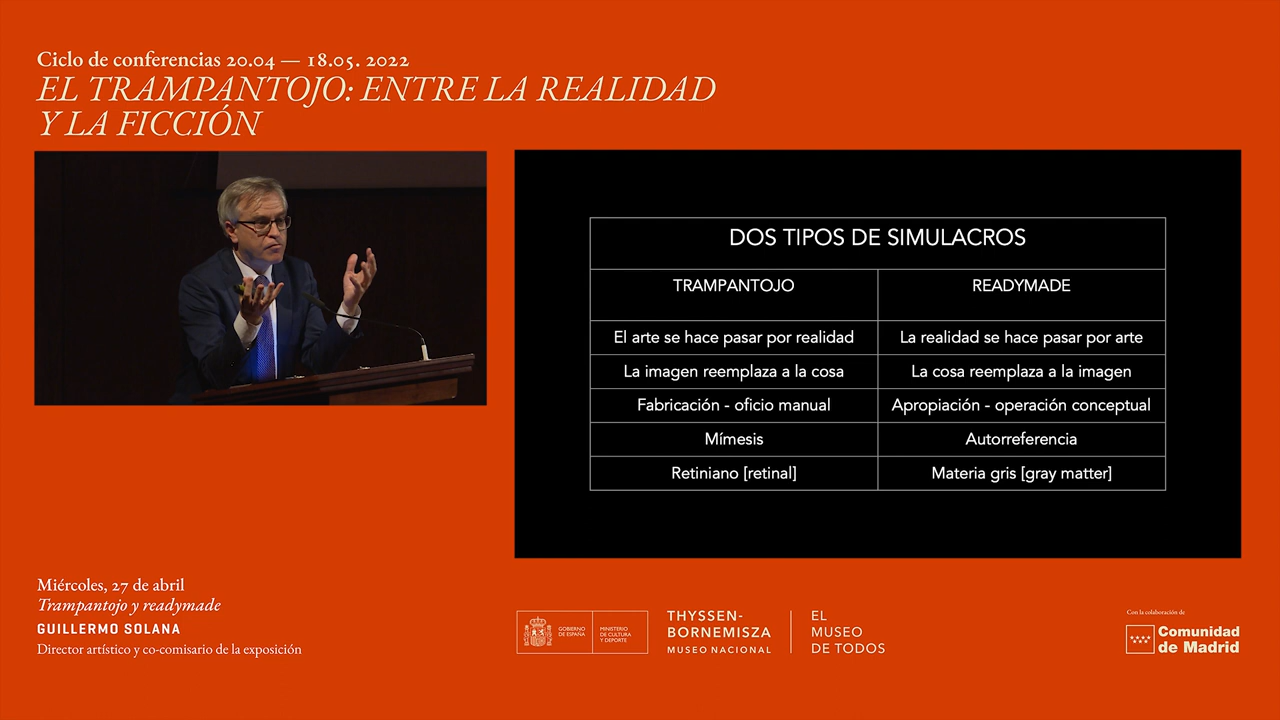 Ciclo de conferencias 20.04 — 18.05. 2022
EL TRAMPANTOJO: ENTRE LA REALIDAD
Y LA FICCIÓN
DOS TIPOS DE SIMULACROS
TRAMPANTOJO
READYMADE
El arte se hace pasar por realidad
La realidad se hace pasar por arte
La imagen reemplaza a la cosa
La cosa reemplaza a la imagen
Fabricación - oficio manual
Apropiación - operación conceptual
Mímesis
Autorreferencia
Retiniano [retinal]
Materia gris [gray matter]
Miércoles, 27 de abril
Trampantojo y readymade
GUILLERMO SOLANA
Director artístico y co-comisario de la exposición
GOBIERNO
DE ESPAÑA
MINISTERIO
DE CULTURA
Y DEPORTE
THYSSEN-
BORNEMISZA
MUSEO NACIONAL
EL
MUSEO
DE TODOS
Con la colaboración de
Comunidad
de Madrid